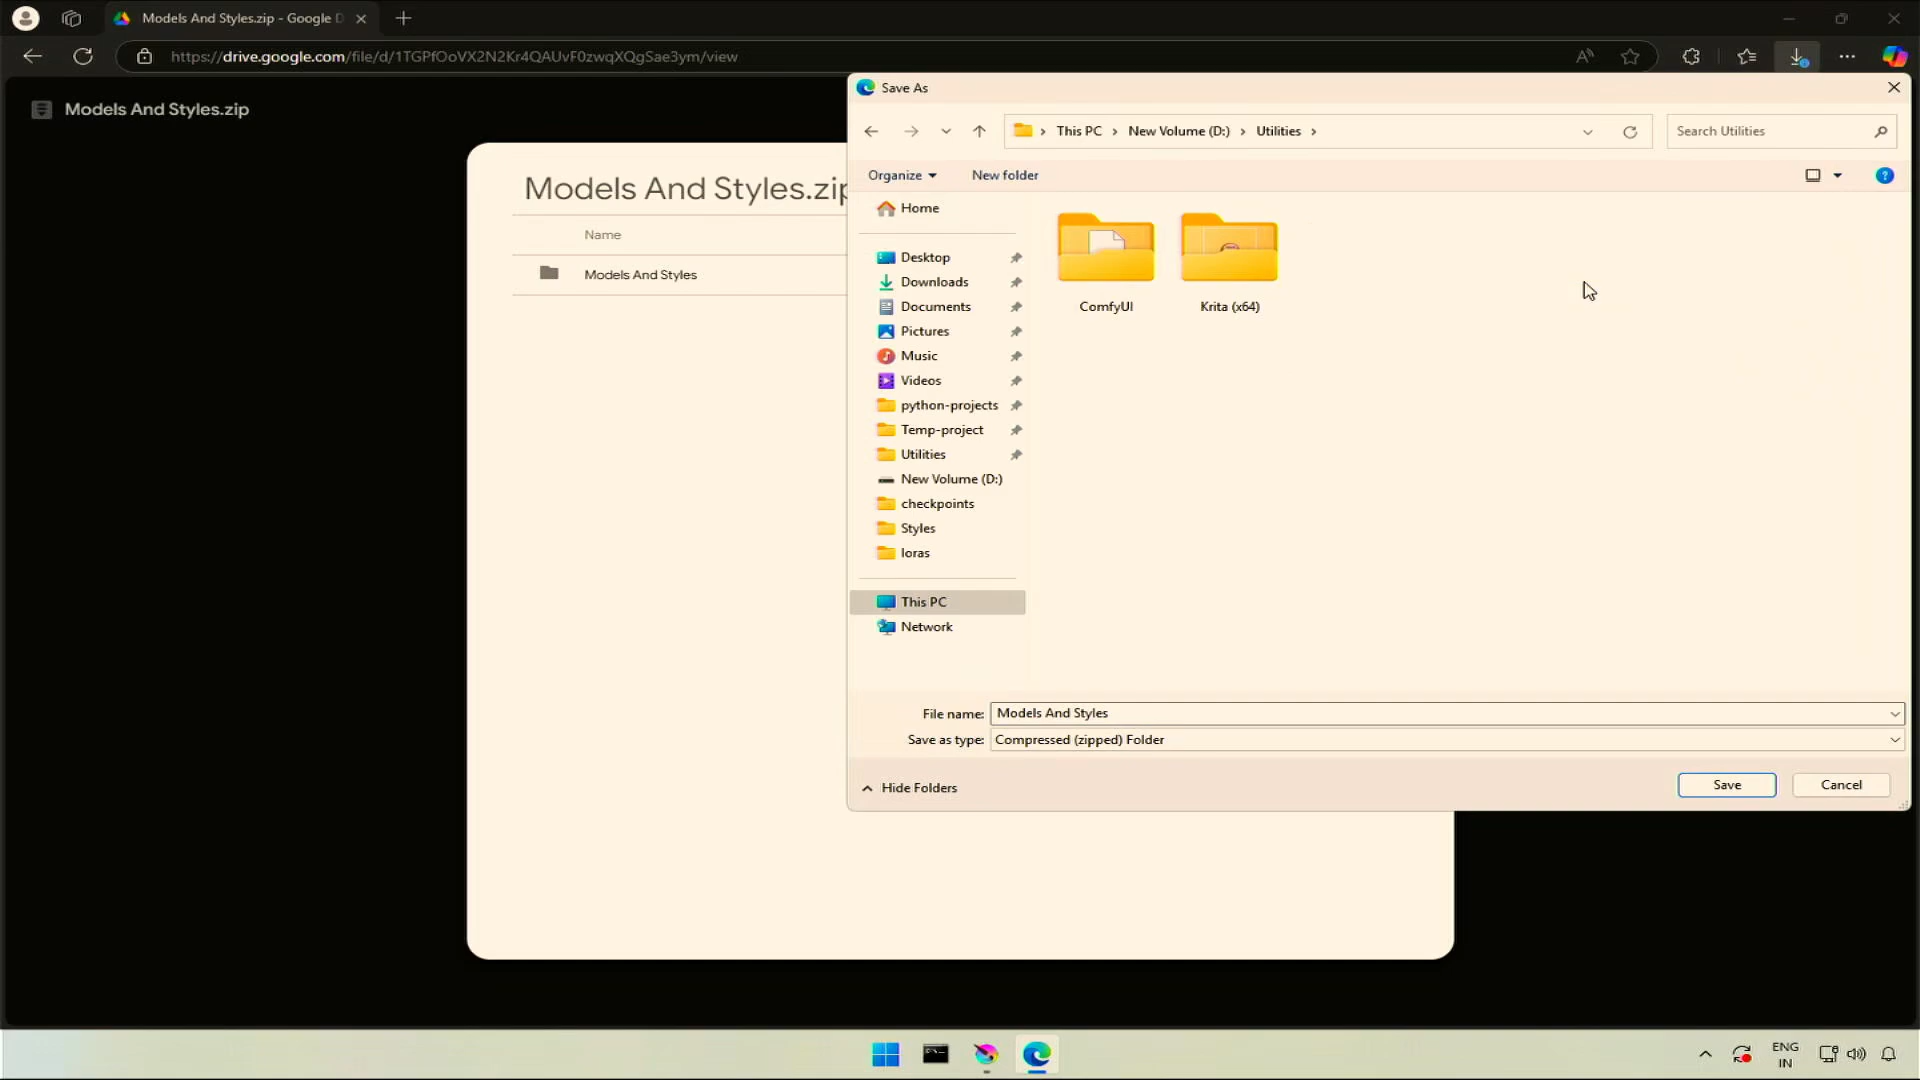 Models And Styles.zip - Google D
https://drive.google.com/file/d/1TGPfOoVX2N2Kr4QAUvF0zwqXQgSae3ym/view
Models And Styles.zip
Models And Styles.zip
Name
Models And Styles
Save As
This PC
New Volume (D:)
Utilities
Search Utilities
Organize
New folder
Home
Desktop
Downloads
Documents
Pictures
Music
Videos
python-projects
Temp-project
Utilities
New Volume (D:)
checkpoints
Styles
loras
This PC
Network
ComfyUI
Krita (x64)
File name: Models And Styles
Save as type: Compressed (zipped) Folder
Hide Folders
Save
Cancel
ENG
IN